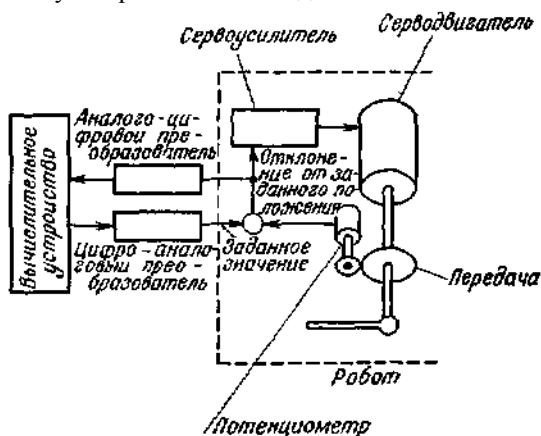 Сервоусилитель
Серводвигатель
Аналого-ци-
фровой пре-
образователь
Отклоне-
ние от за-
данного по-
ложения
Вычислительное
устройство
Цифро-анало-
говый прео-
бразователь
Заданное
значение
Передача
Робот
Потенциометр